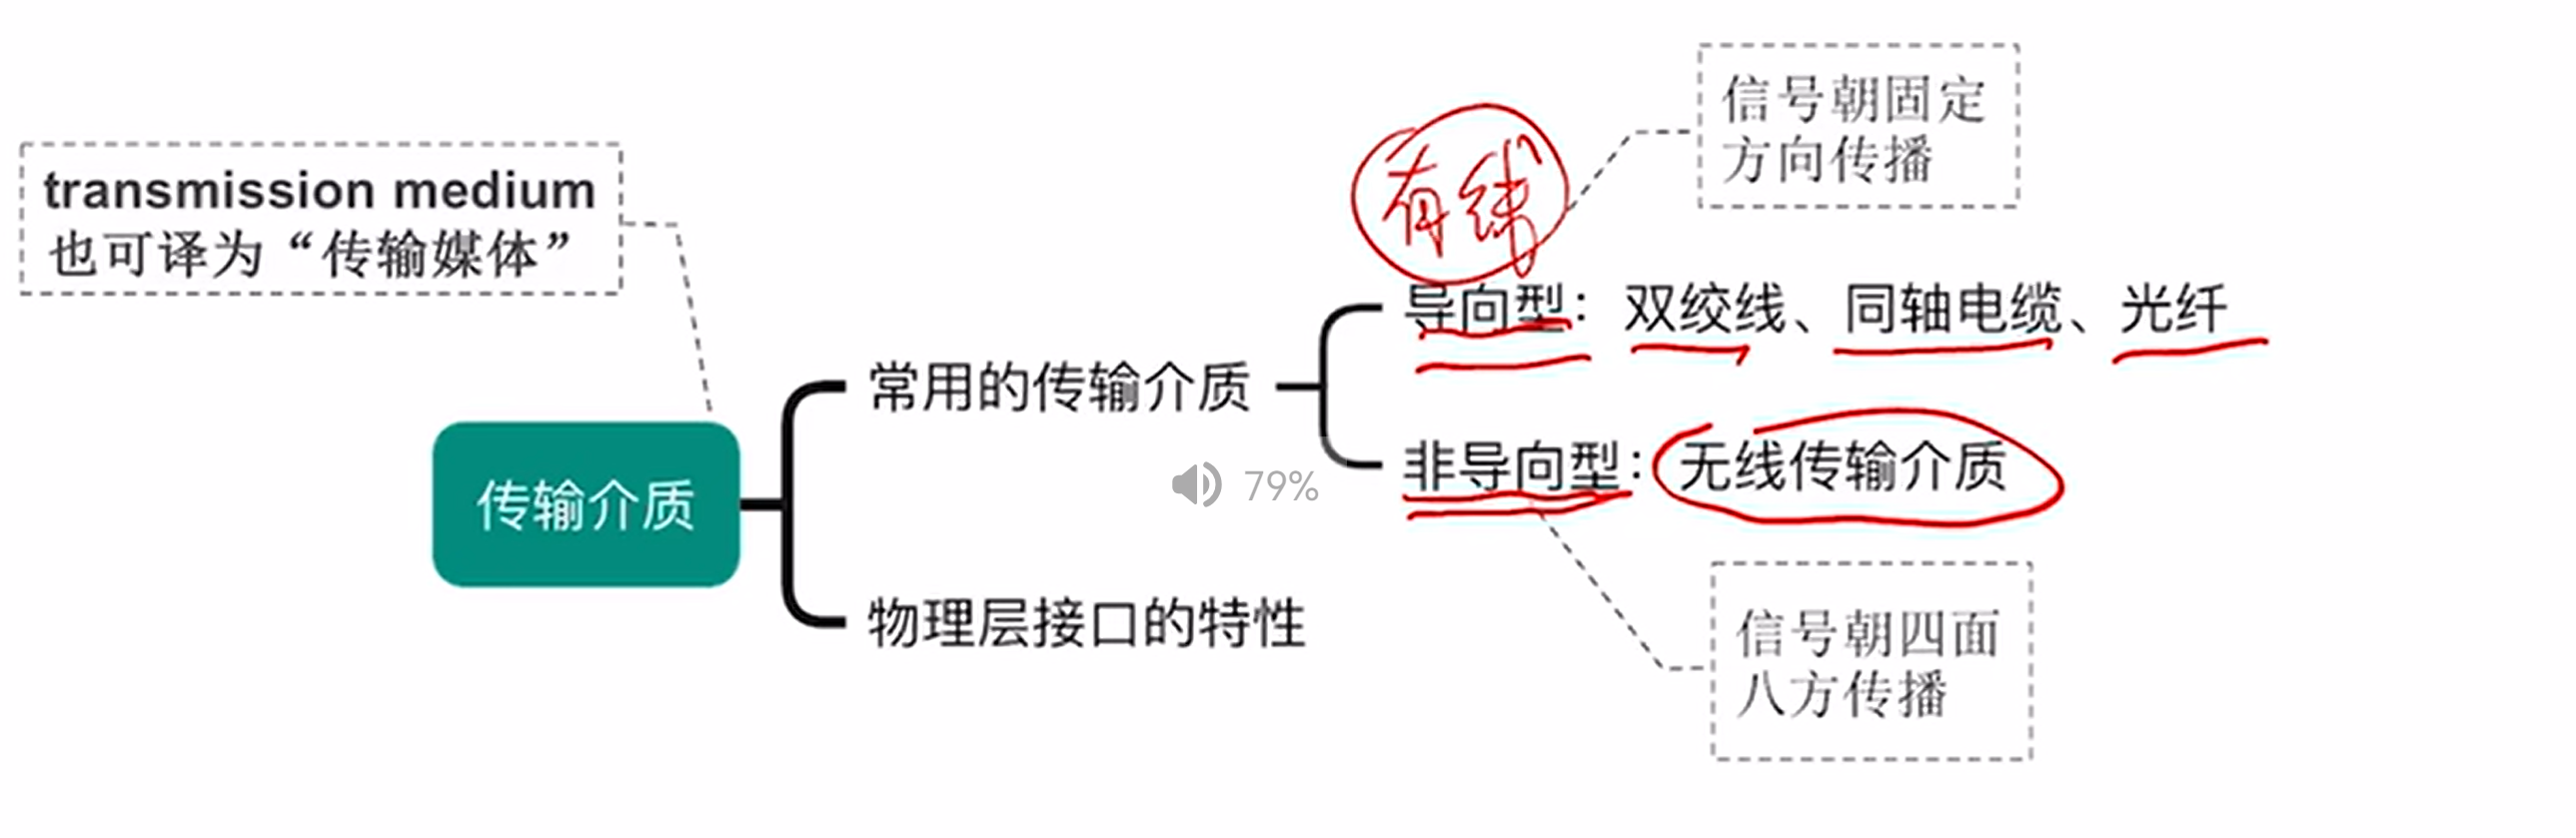 transmission medium
也可译为“传输媒体”
传输介质
常用的传输介质
物理层接口的特性
有线
信号朝固定
方向传播
导向型：双绞线、同轴电缆、光纤
非导向型：无线传输介质
信号朝四面
八方传播
79%